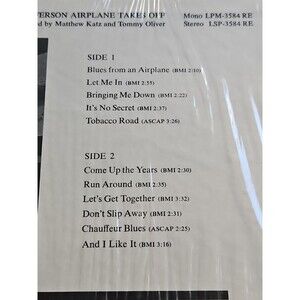 FERSON AIRPLANE TAKES OFF Mono LPM-3584 RE
d by Matthew Katz and Tommy Oliver Stereo LSP-3584 RE
SIDE 1
Blues from an Airplane (BMI 2:10)
Let Me In (BMI 2:55)
Bringing Me Down (BMI 2:22)
It's No Secret (BMI 2:37)
Tobacco Road (ASCAP 3:26)
SIDE 2
Come Up the Years (BMI 2:30)
Run Around (BMI 2:35)
Let's Get Together (BMI 3:32)
Don't Slip Away (BMI 2:31)
Chauffeur Blues (ASCAP 2:25)
And I Like It (BMI 3:16)